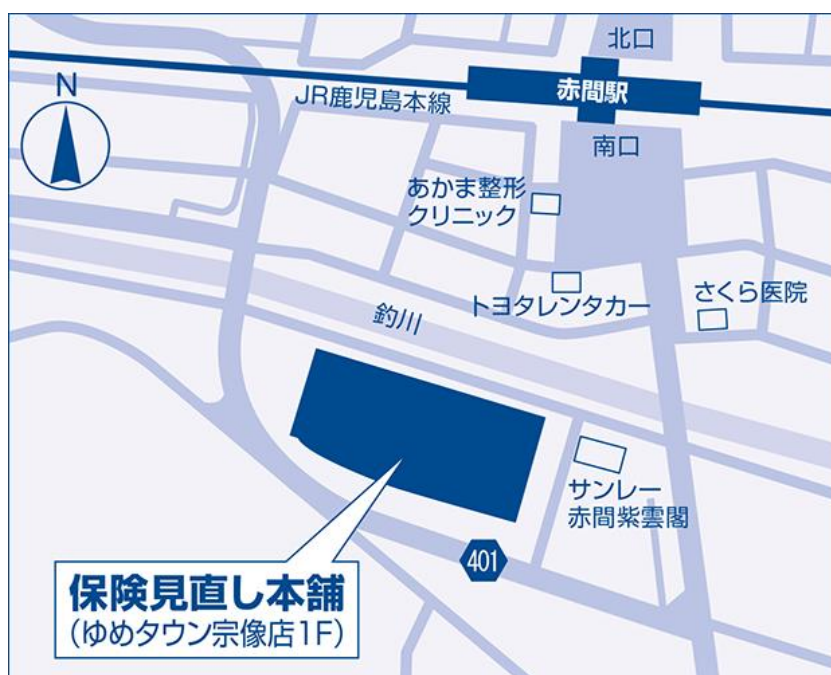 北口
赤間駅
JR鹿児島本線
N
南口
あかま整形
クリニック
トヨタレンタカー
さくら医院
釣川
サンレー
赤間紫雲閣
401
保険見直し本舗
(ゆめタウン宗像店1F)